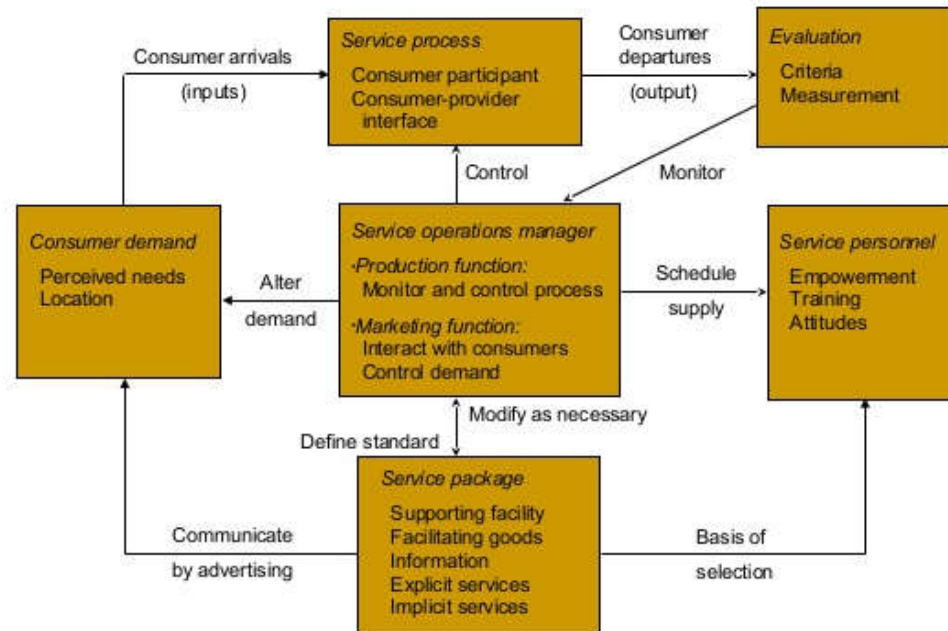 Service process
Consumer participant
Consumer-provider
interface
Consumer arrivals
(inputs)
Consumer
departures
(output)
Evaluation
Criteria
Measurement
Control
Monitor
Consumer demand
Perceived needs
Location
Alter
demand
Service operations manager
·Production function:
Monitor and control process
·Marketing function:
Interact with consumers
Control demand
Schedule
supply
Service personnel
Empowerment
Training
Attitudes
Modify as necessary
Define standard
Service package
Supporting facility
Facilitating goods
Information
Explicit services
Implicit services
Communicate
by advertising
Basis of
selection